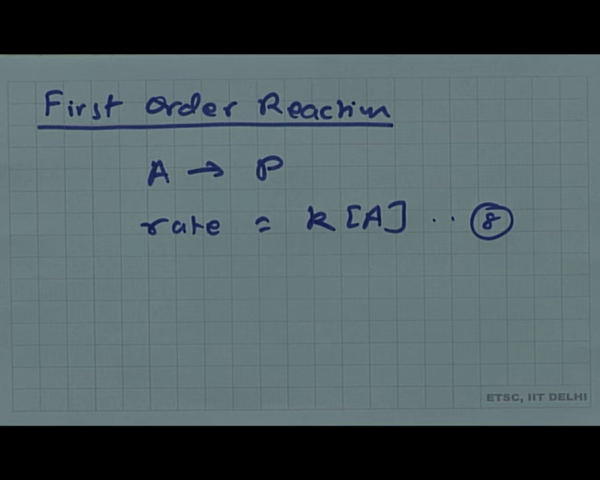 First Order Reaction
A → P
rate = k[A] .. ⑧
ETSC, IIT DELHI